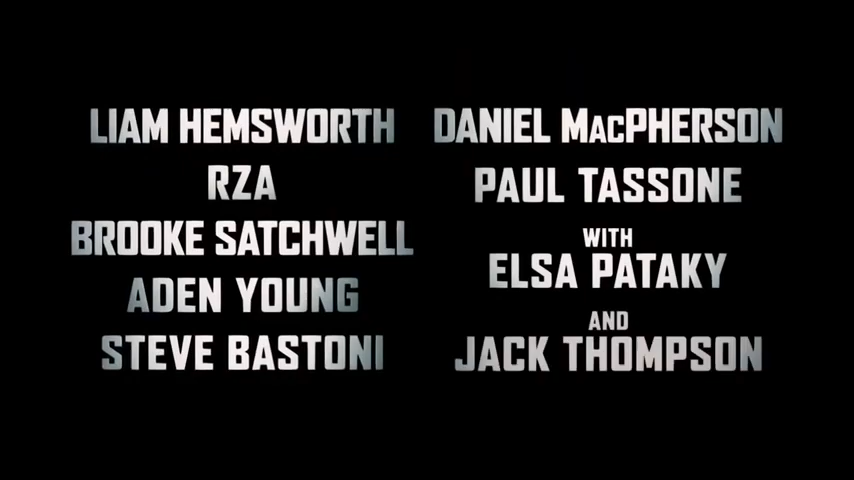 LIAM HEMSWORTH
RZA
BROOKE SATCHWELL
ADEN YOUNG
STEVE BASTONI
DANIEL MACPHERSON
PAUL TASSONE
WITH
ELSA PATAKY
AND
JACK THOMPSON